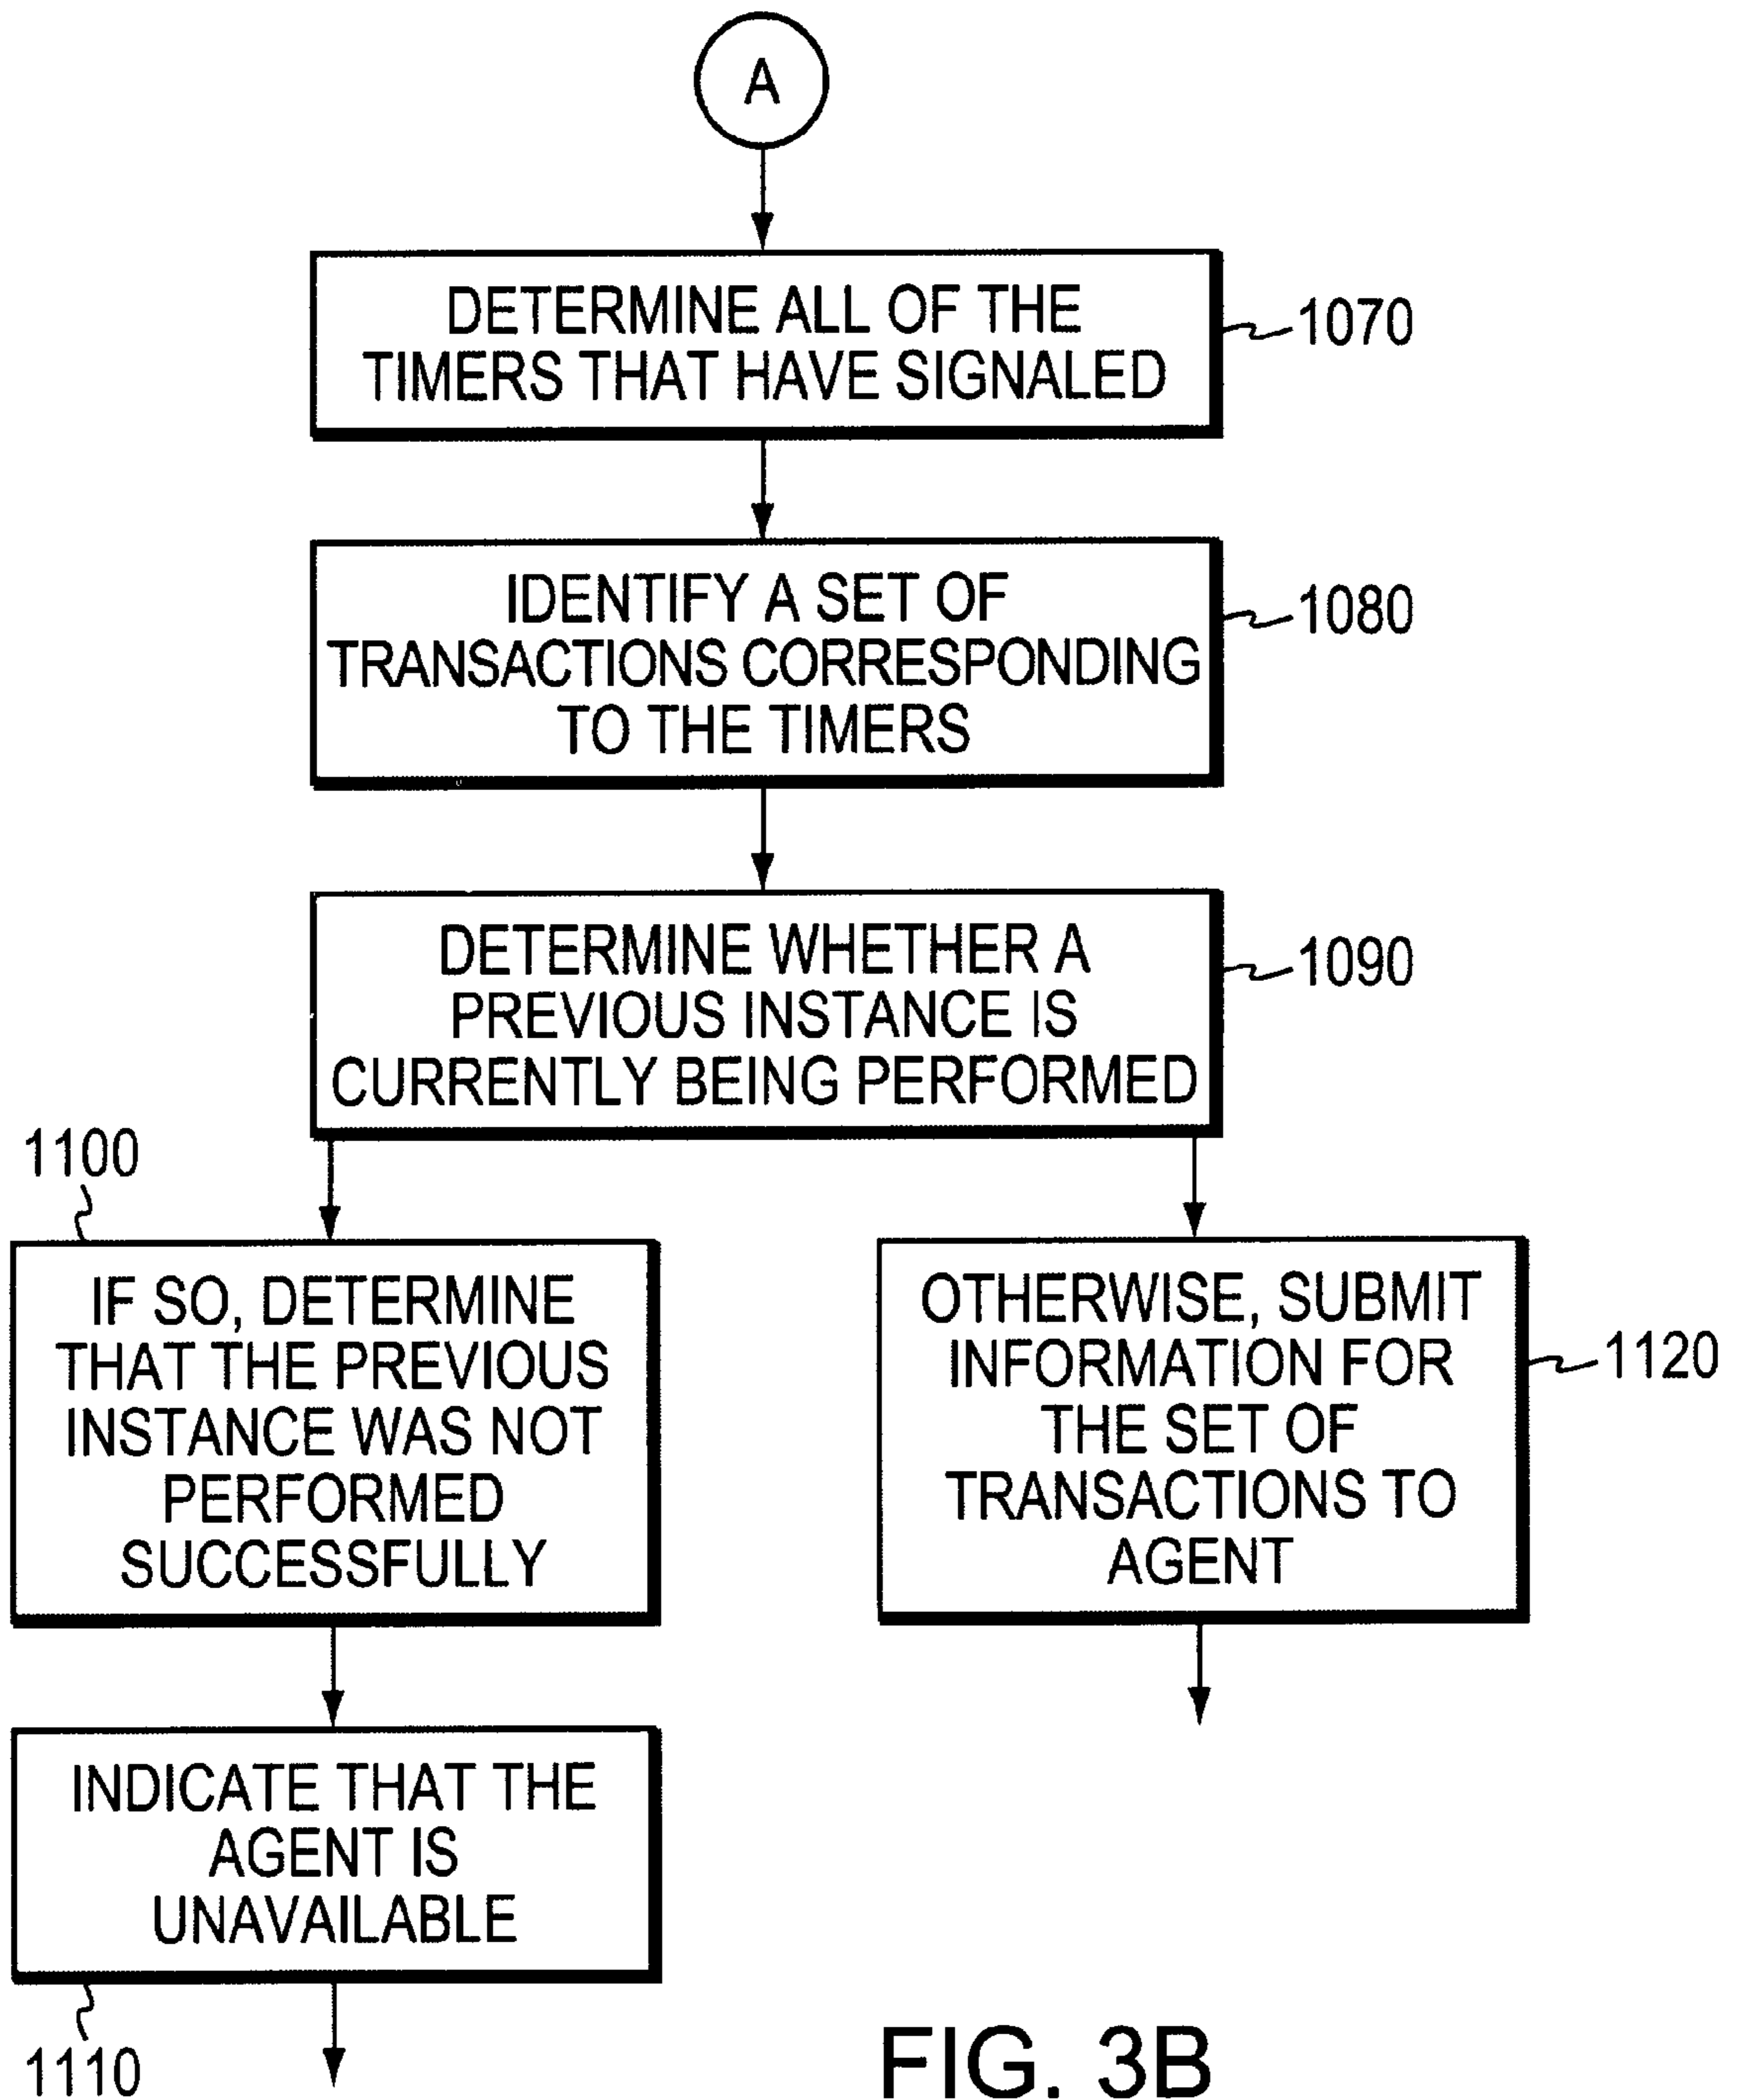 A
DETERMINE ALL OF THE
TIMERS THAT HAVE SIGNALED
1070
IDENTIFY A SET OF
TRANSACTIONS CORRESPONDING
TO THE TIMERS
1080
DETERMINE WHETHER A
PREVIOUS INSTANCE IS
CURRENTLY BEING PERFORMED
1090
1100
IF SO, DETERMINE
THAT THE PREVIOUS
INSTANCE WAS NOT
PERFORMED
SUCCESSFULLY
OTHERWISE, SUBMIT
INFORMATION FOR
THE SET OF
TRANSACTIONS TO
AGENT
1120
INDICATE THAT THE
AGENT IS
UNAVAILABLE
1110
FIG. 3B